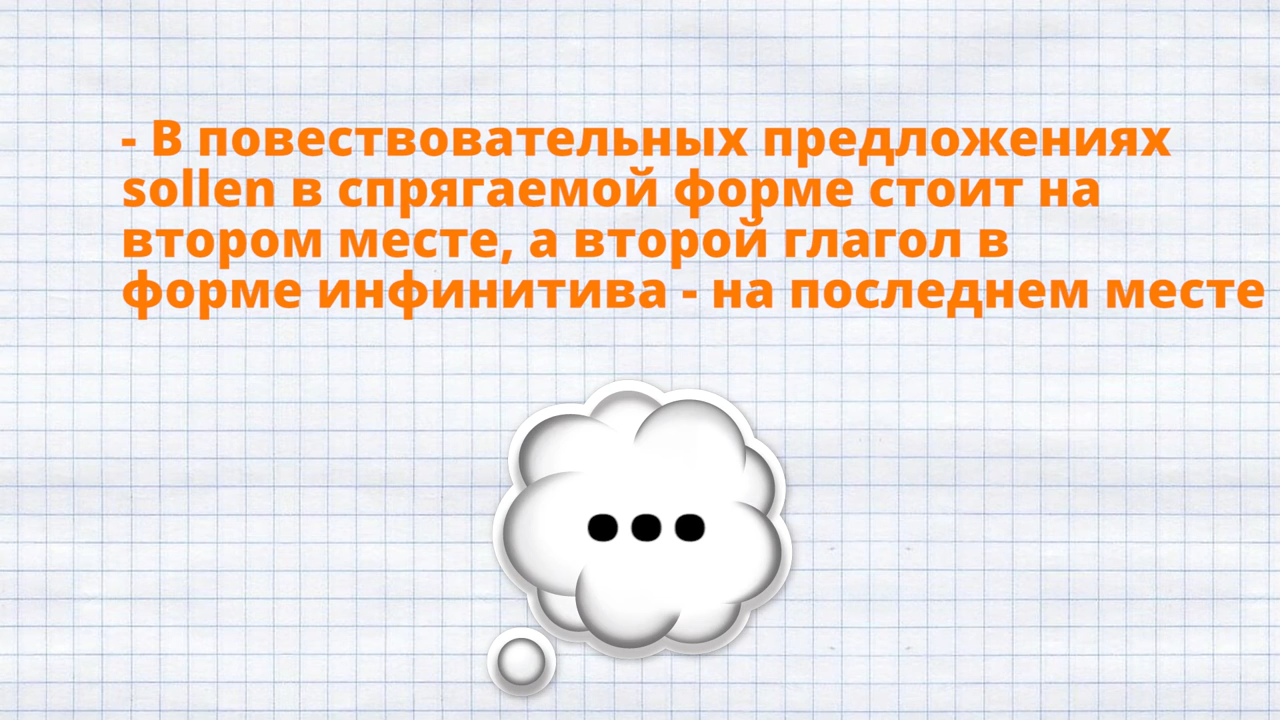 - В повествовательных предложениях
sollen в спрягаемой форме стоит на
втором месте, а второй глагол в
форме инфинитива - на последнем месте